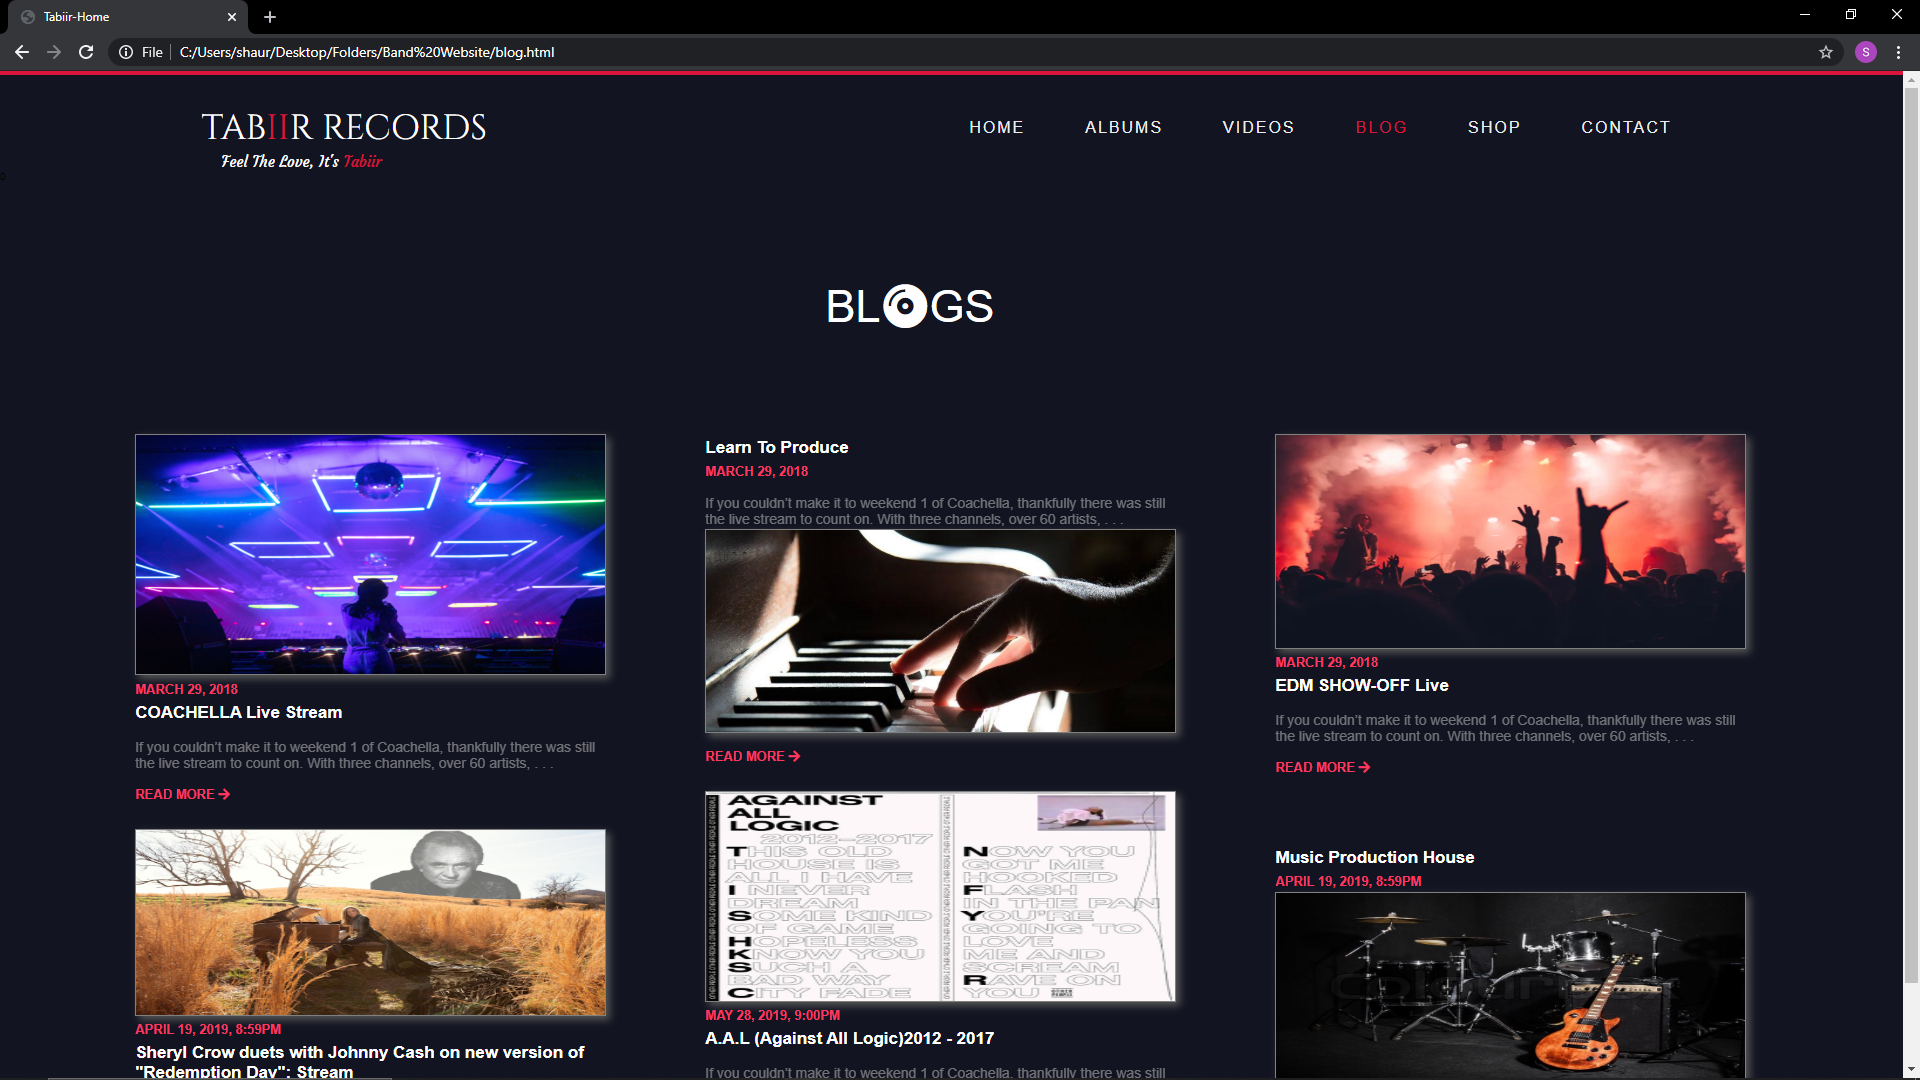 Tabiir-Home
File
C:/Users/shaur/Desktop/Folders/Band%20Website/blog.html
S
TABIIR RECORDS
Feel The Love, It's Tabiir
HOME
ALBUMS
VIDEOS
BLOG
SHOP
CONTACT
BLOGS
MARCH 29, 2018
COACHELLA Live Stream
If you couldn't make it to weekend 1 of Coachella, thankfully there was still
the live stream to count on. With three channels, over 60 artists, . . .
READ MORE
APRIL 19, 2019, 8:59PM
Sheryl Crow duets with Johnny Cash on new version of
"Redemption Day": Stream
Learn To Produce
MARCH 29, 2018
If you couldn't make it to weekend 1 of Coachella, thankfully there was still
the live stream to count on. With three channels, over 60 artists, . . .
READ MORE
AGAINST
ALL
LOGIC
2012–2017
THIS OLD
HOUSE IS
ALL I HAVE
I NEVER
DREAM
SOME KIND
OF GAME
HOPELESS
KNOW YOU
SUCH A
BAD WAY
CITY FADE
NOW YOU
GOT ME
HOOKED
FLASH
IN THE PAN
YOU'RE
GOING TO
LOVE
ME AND
SCREAM
RAVE ON
YOU
MAY 28, 2019, 9:00PM
A.A.L (Against All Logic)2012 - 2017
If you couldn't make it to weekend 1 of Coachella, thankfully there was still
MARCH 29, 2018
EDM SHOW-OFF Live
If you couldn't make it to weekend 1 of Coachella, thankfully there was still
the live stream to count on. With three channels, over 60 artists, . . .
READ MORE
Music Production House
APRIL 19, 2019, 8:59PM